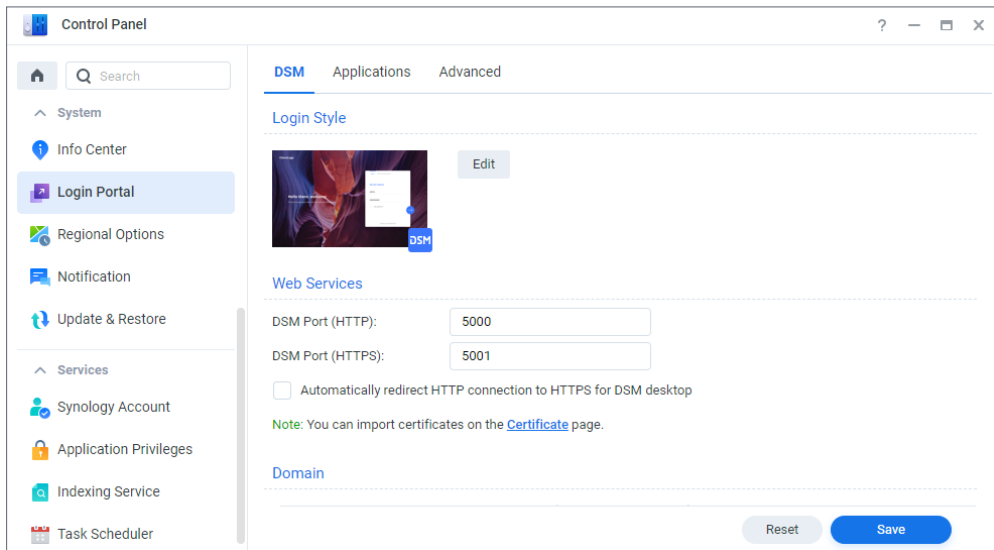 Control Panel
?
Search
System
Info Center
Login Portal
Regional Options
Notification
Update & Restore
Services
Synology Account
Application Privileges
Indexing Service
Task Scheduler
DSM Applications Advanced
Login Style
Edit
DSM
Web Services
DSM Port (HTTP): 5000
DSM Port (HTTPS): 5001
Automatically redirect HTTP connection to HTTPS for DSM desktop
Note: You can import certificates on the Certificate page.
Domain
Reset Save